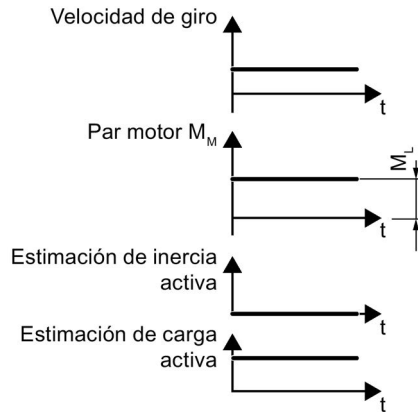 Velocidad de giro
t
Par motor M_M
M_L
t
Estimación de inercia
activa
t
Estimación de carga
activa
t